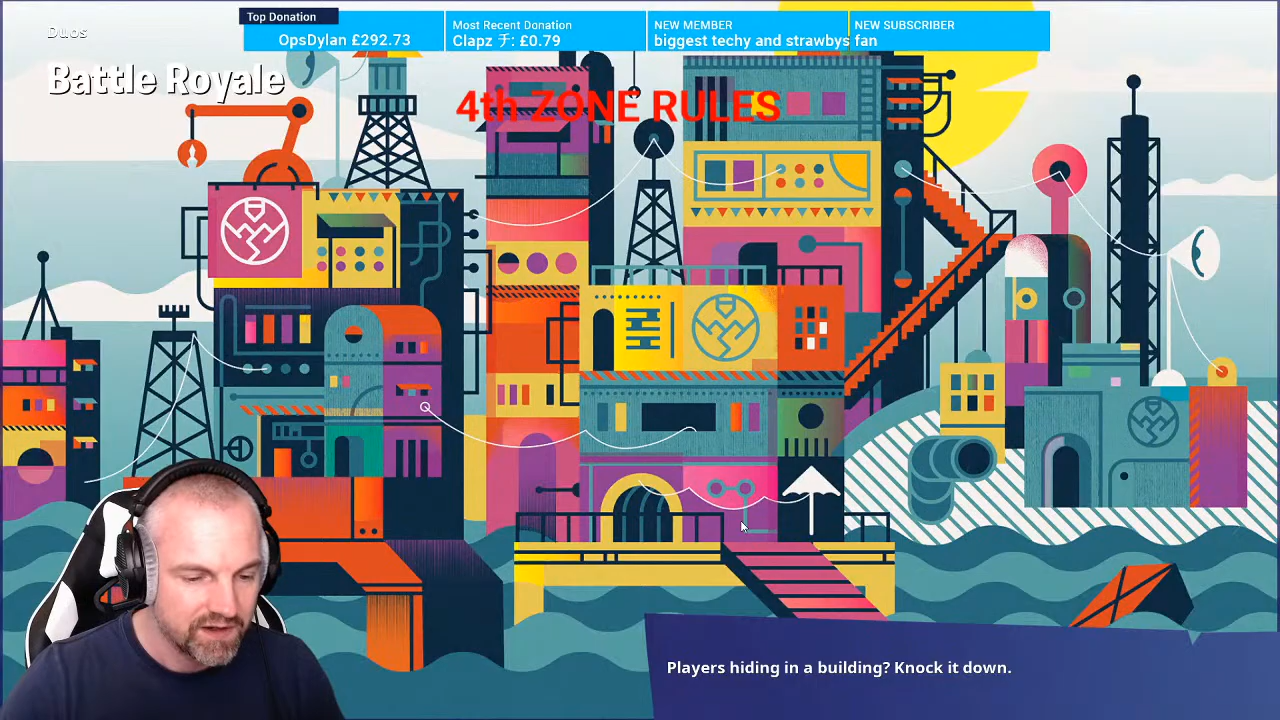 Top Donation
OpsDylan £292.73
Most Recent Donation
Clapz 子: £0.79
NEW MEMBER
biggest techy and strawbys fan
NEW SUBSCRIBER
Duos
Battle Royale
4th ZONE RULES
Players hiding in a building? Knock it down.